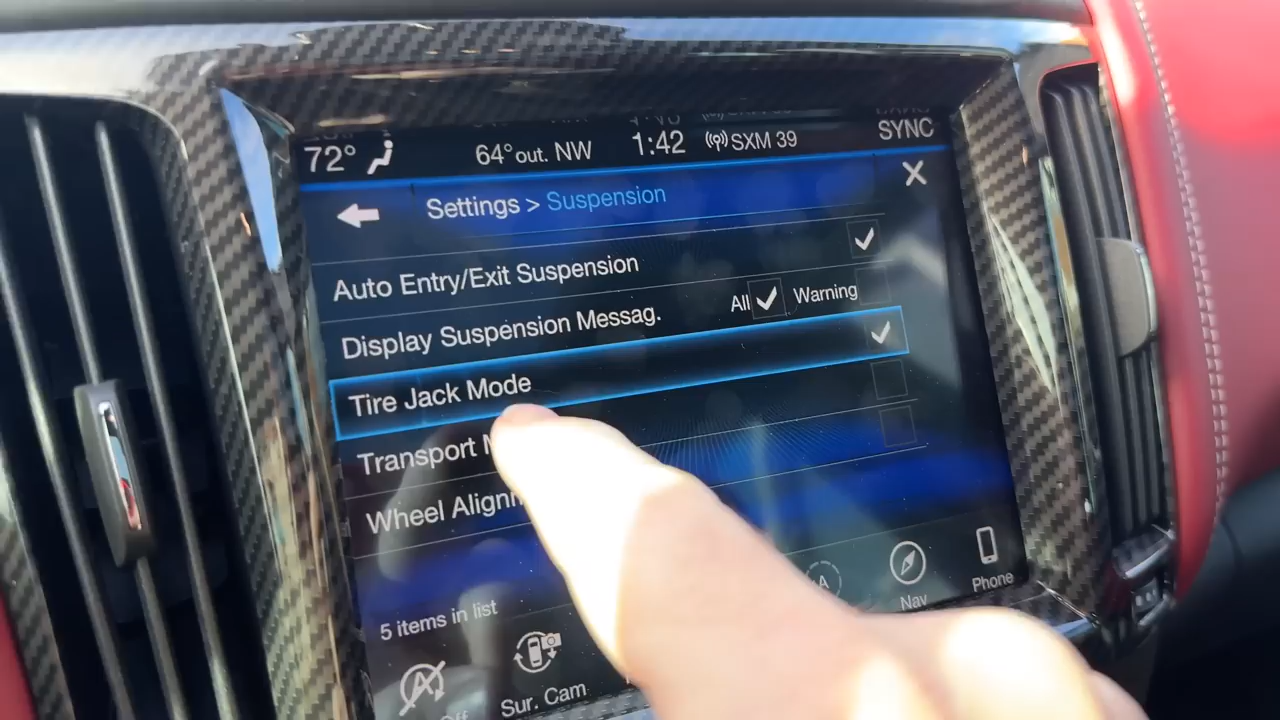 72° 64° out. NW 1:42 SXM 39 SYNC
Settings > Suspension
Auto Entry/Exit Suspension
Display Suspension Messag. All Warning
Tire Jack Mode
Transport
Wheel
5 items in list
Sur. Cam
A
Nav
Phone